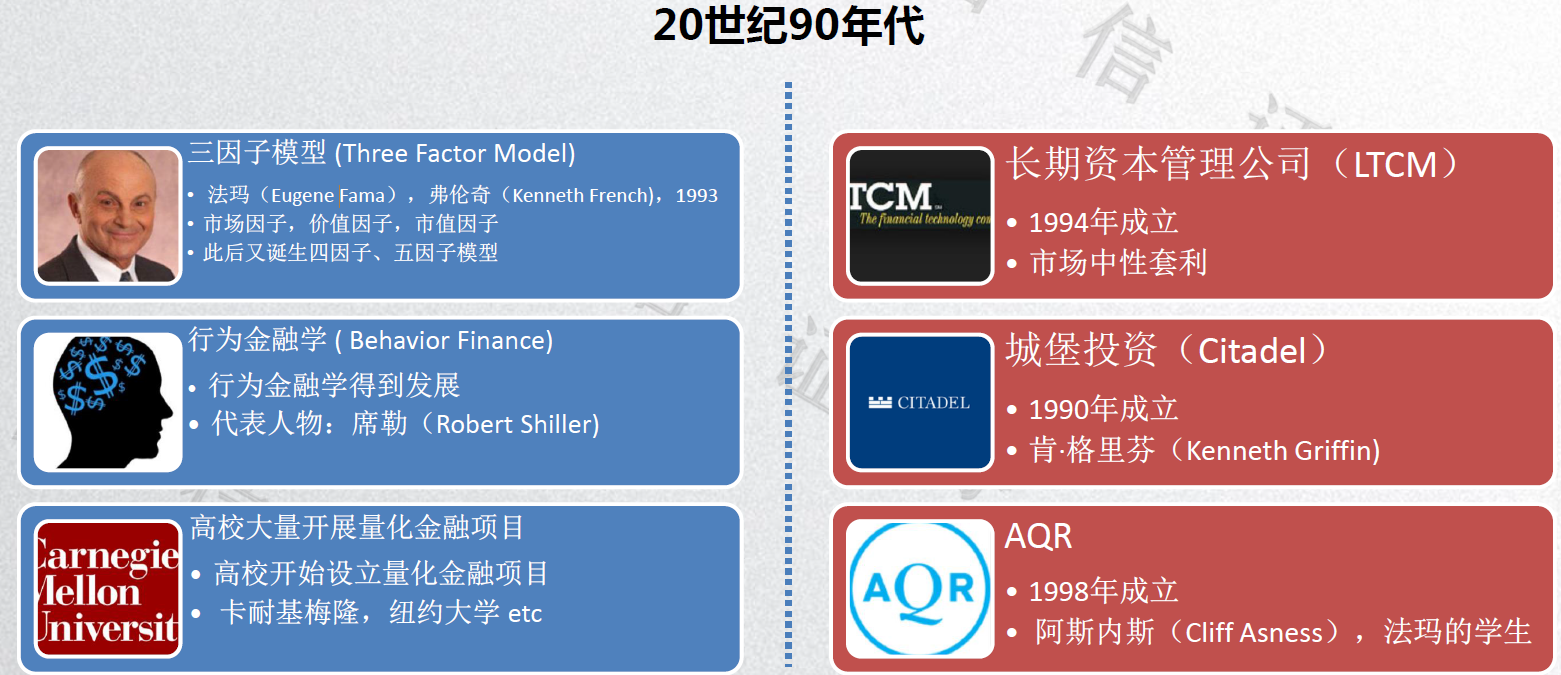 20世纪90年代
三因子模型 (Three Factor Model)
• 法玛（Eugene Fama），弗伦奇（Kenneth French)，1993
• 市场因子，价值因子，市值因子
• 此后又诞生四因子、五因子模型
行为金融学 ( Behavior Finance)
• 行为金融学得到发展
• 代表人物：席勒（Robert Shiller)
Carnegie
Mellon
Universit
高校大量开展量化金融项目
• 高校开始设立量化金融项目
• 卡耐基梅隆，纽约大学 etc
TCM
The financial technology com
长期资本管理公司（LTCM）
• 1994年成立
• 市场中性套利
CITADEL
城堡投资（Citadel）
• 1990年成立
• 肯·格里芬（Kenneth Griffin)
AQR
AQR
• 1998年成立
• 阿斯内斯（Cliff Asness），法玛的学生
信
证